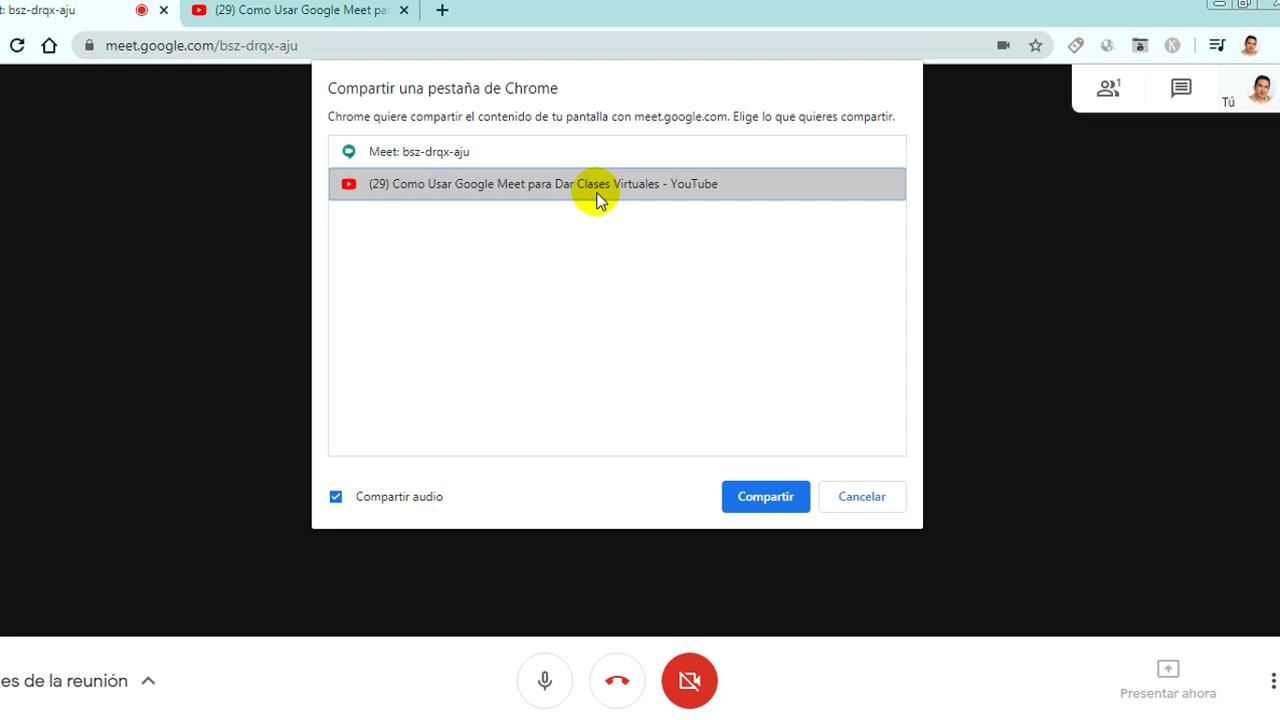 t: bsz-drqx-aju
(29) Como Usar Google Meet pa
meet.google.com/bsz-drqx-aju
Compartir una pestaña de Chrome
Chrome quiere compartir el contenido de tu pantalla con meet.google.com. Elige lo que quieres compartir.
Meet: bsz-drqx-aju
(29) Como Usar Google Meet para Dar Clases Virtuales - YouTube
Compartir audio
Compartir
Cancelar
1
Tú
es de la reunión
Presentar ahora